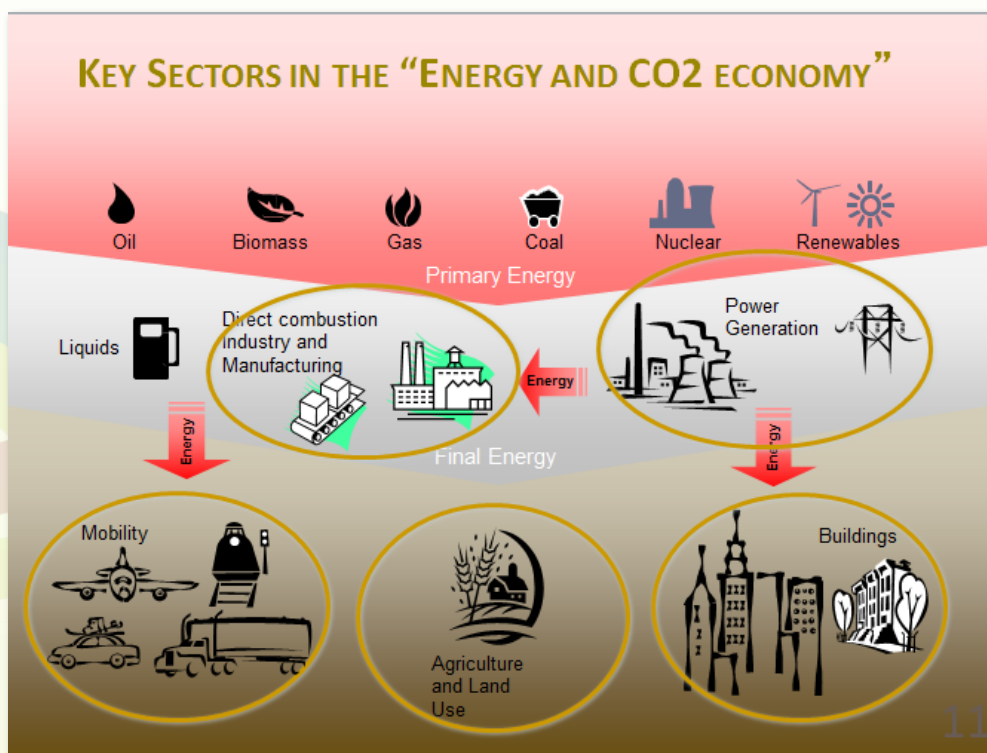 KEY SECTORS IN THE “ENERGY AND CO2 ECONOMY”
Oil
Biomass
Gas
Coal
Nuclear
Renewables
Primary Energy
Liquids
Direct combustion
Industry and
Manufacturing
Energy
Power
Generation
Energy
Final Energy
Energy
Mobility
Agriculture
and Land
Use
Buildings
11